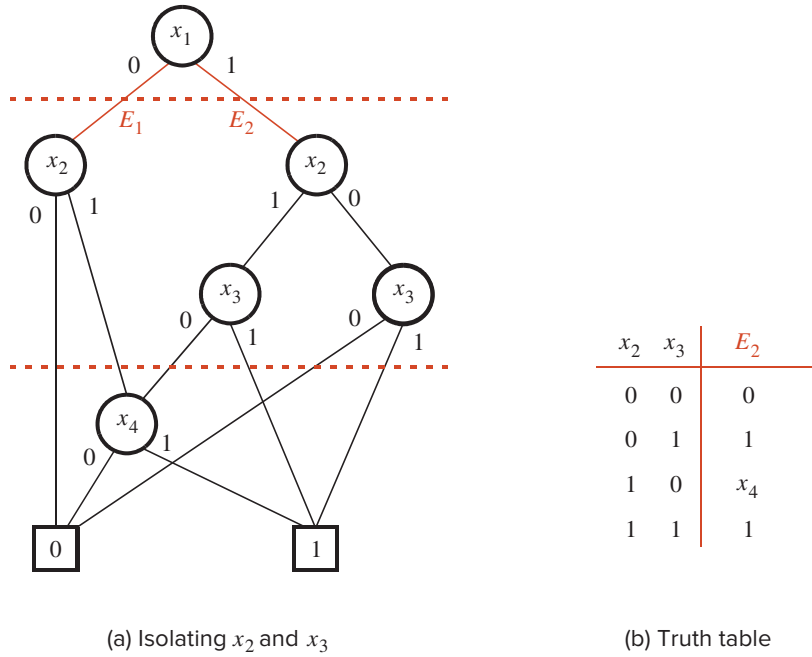 x1
0 1
E1 E2
x2 x2
0 1 1 0
x3 x3
0 1 0 1
x4
0 1
0 1
x2 x3 E2
0 0 0
0 1 1
1 0 x4
1 1 1
(a) Isolating x2 and x3
(b) Truth table